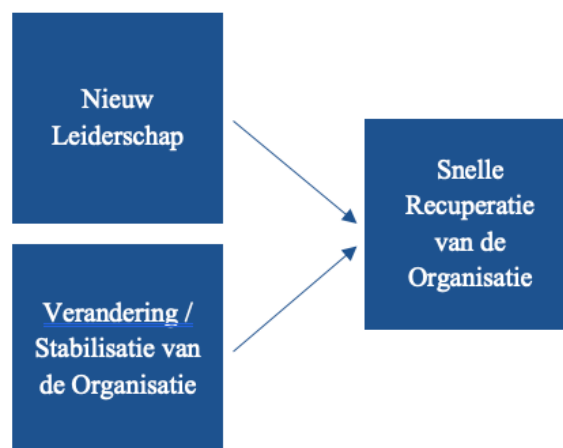 Nieuw
Leiderschap
Snelle
Recuperatie
van de
Organisatie
Verandering /
Stabilisatie van
de Organisatie